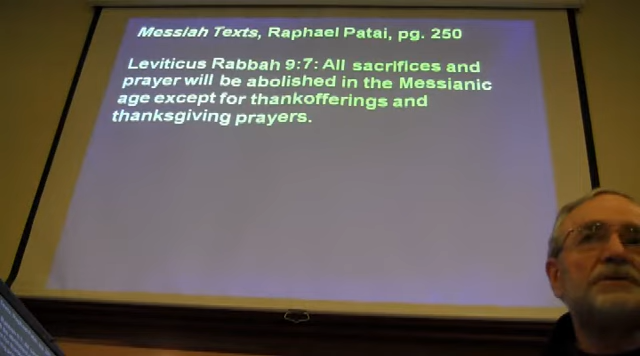 Messiah Texts, Raphael Patai, pg. 250
Leviticus Rabbah 9:7: All sacrifices and
prayer will be abolished in the Messianic
age except for thankofferings and
thanksgiving prayers.